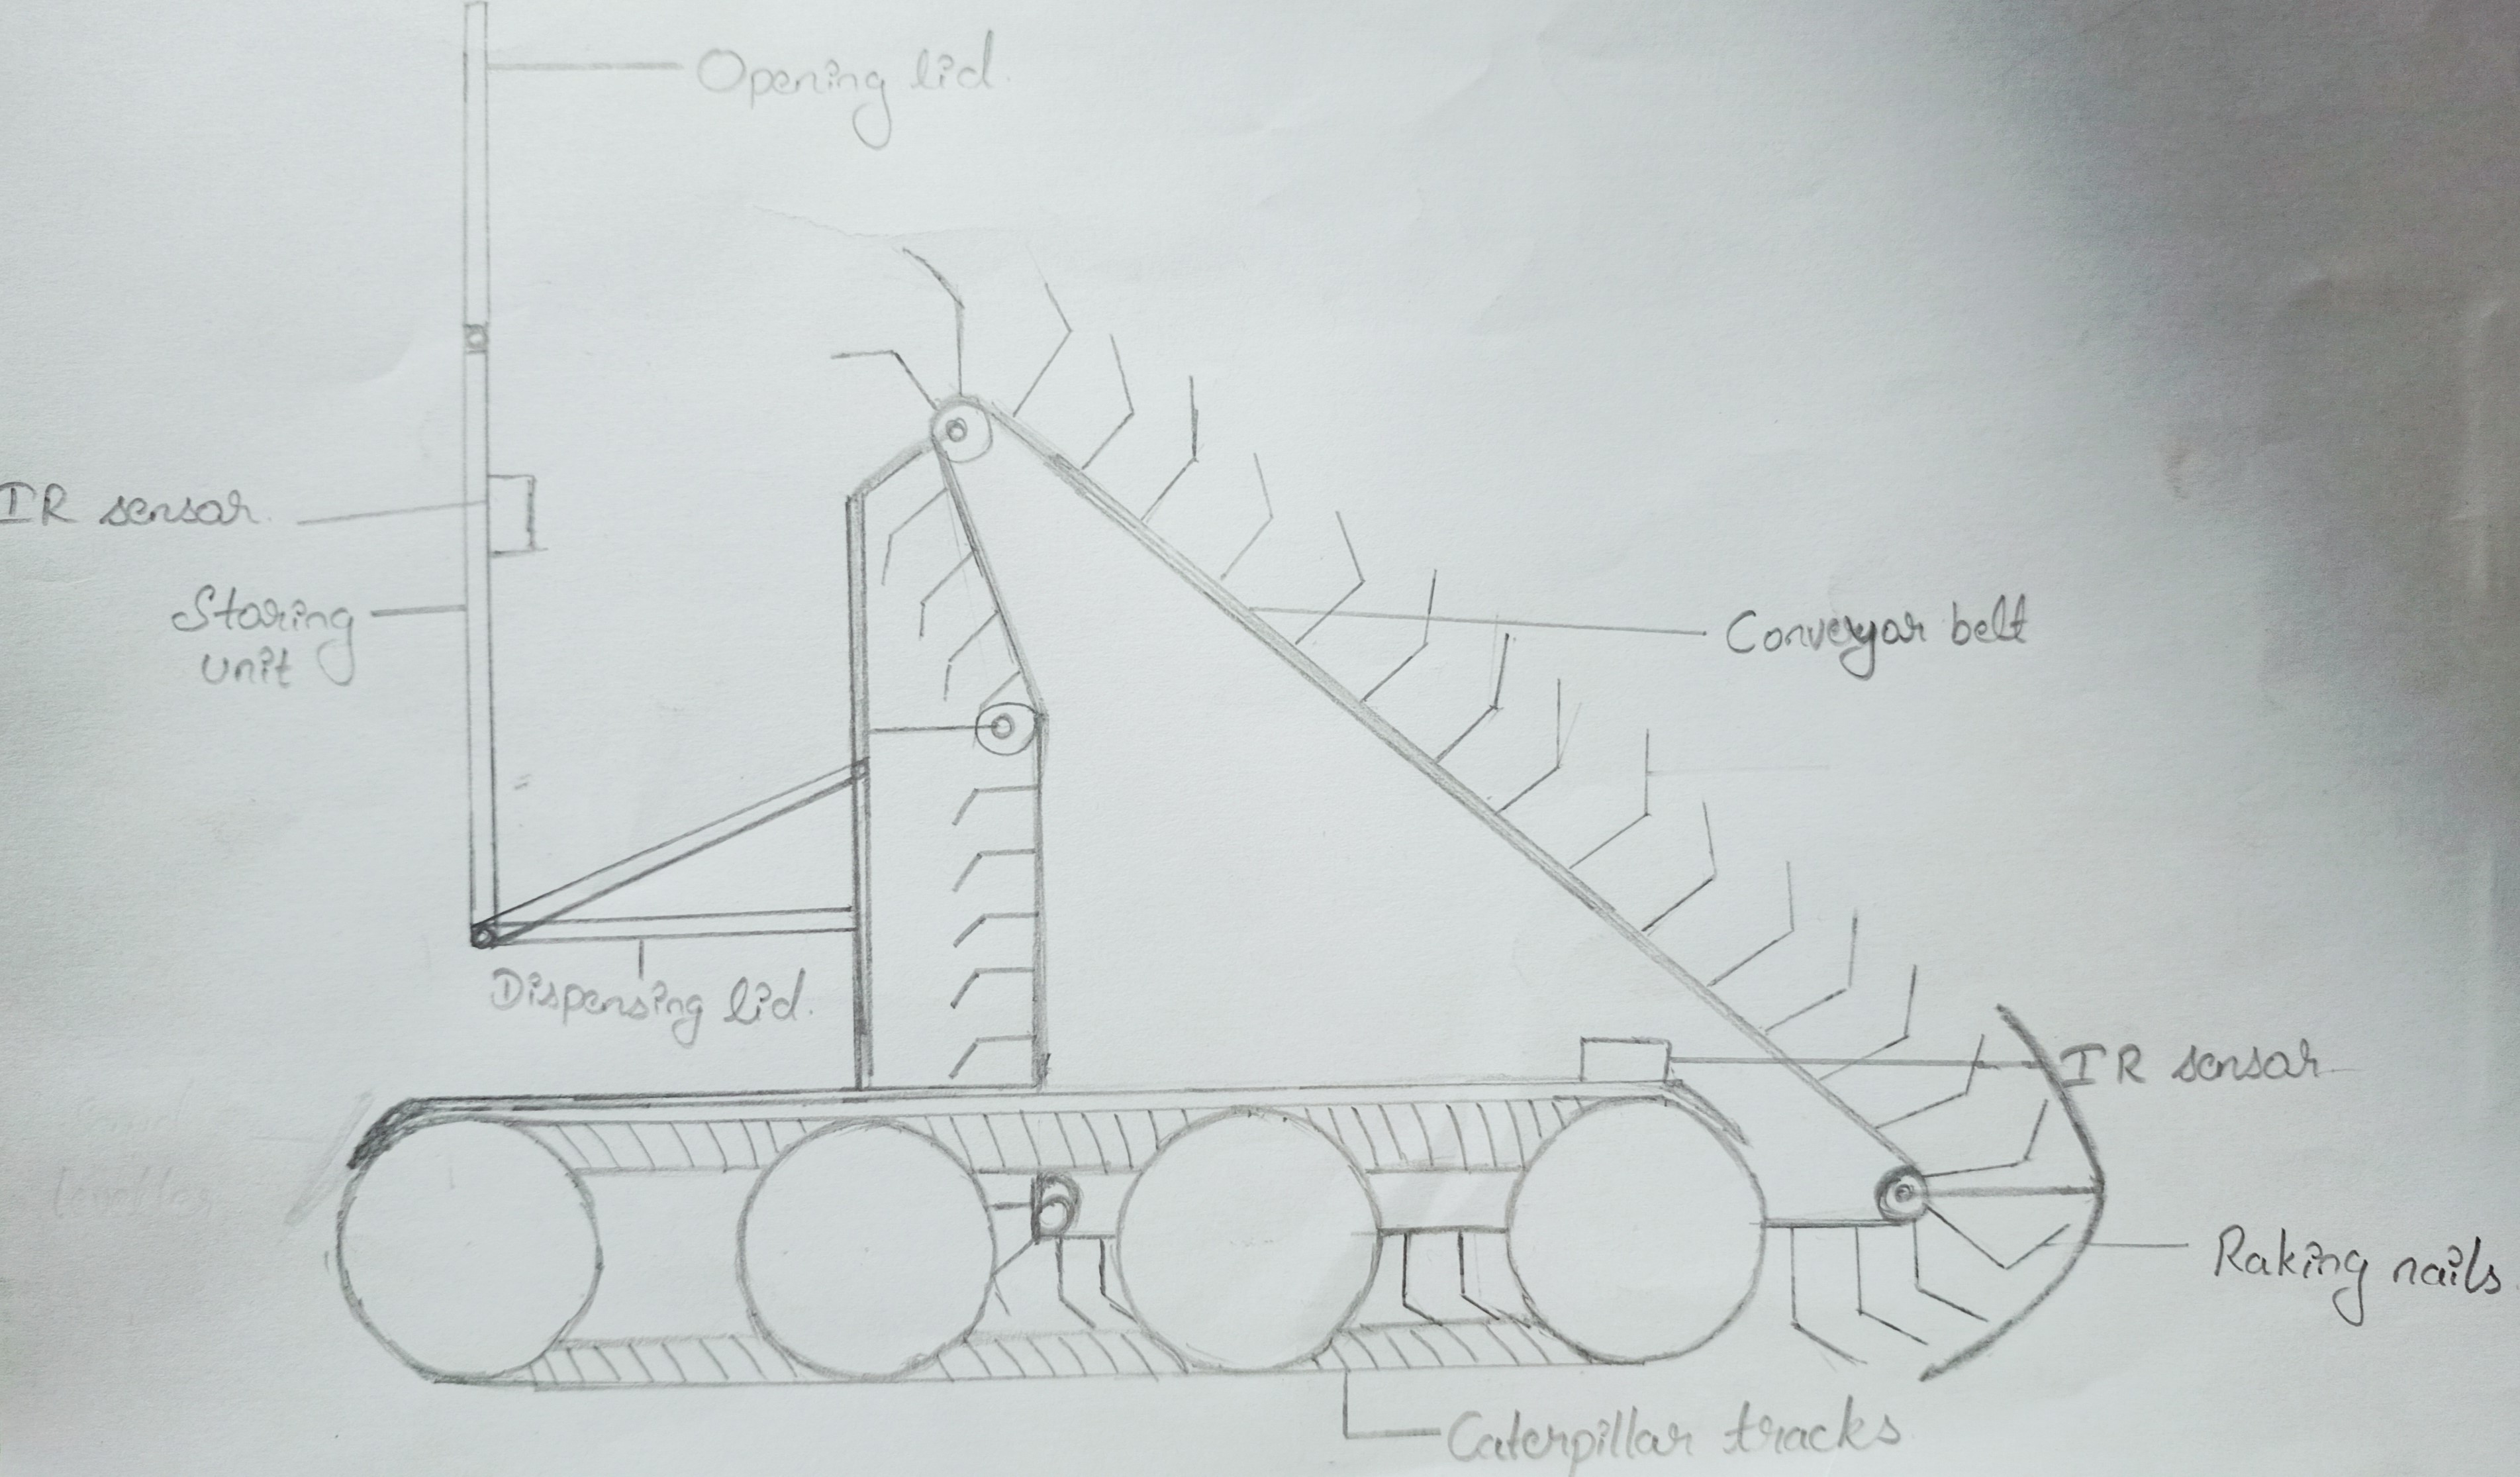 Opening lid.
IR sensor.
Storing
unit
Conveyor belt
Dispensing lid.
IR sensor
Raking nails
Caterpillar tracks